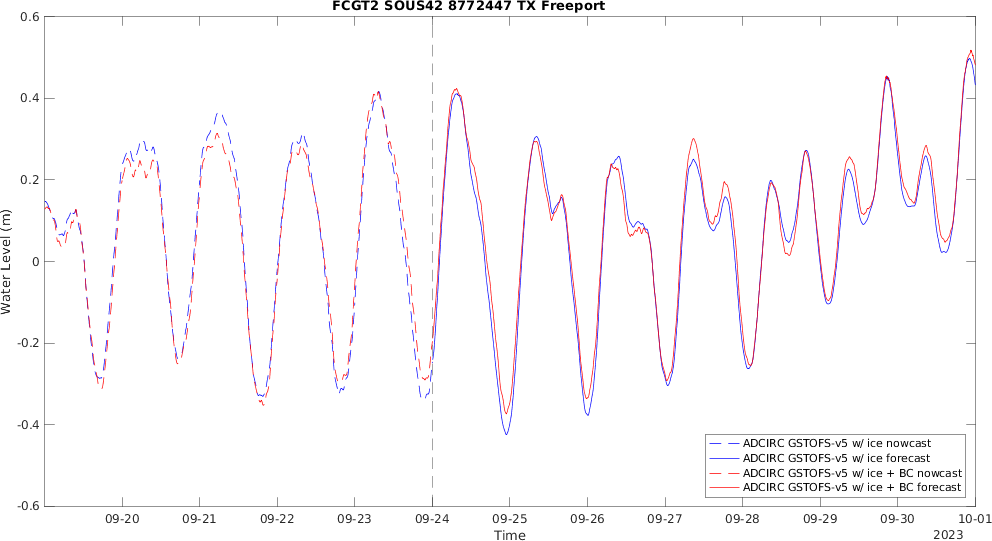 FCGT2 SOUS42 8772447 TX Freeport
0.6
0.4
0.2
0
-0.2
-0.4
-0.6
Water Level (m)
ADCIRC GSTOFS-v5 w/ ice nowcast
ADCIRC GSTOFS-v5 w/ ice forecast
ADCIRC GSTOFS-v5 w/ ice + BC nowcast
ADCIRC GSTOFS-v5 w/ ice + BC forecast
09-20 09-21 09-22 09-23 09-24 09-25 09-26 09-27 09-28 09-29 09-30 10-01
Time
2023